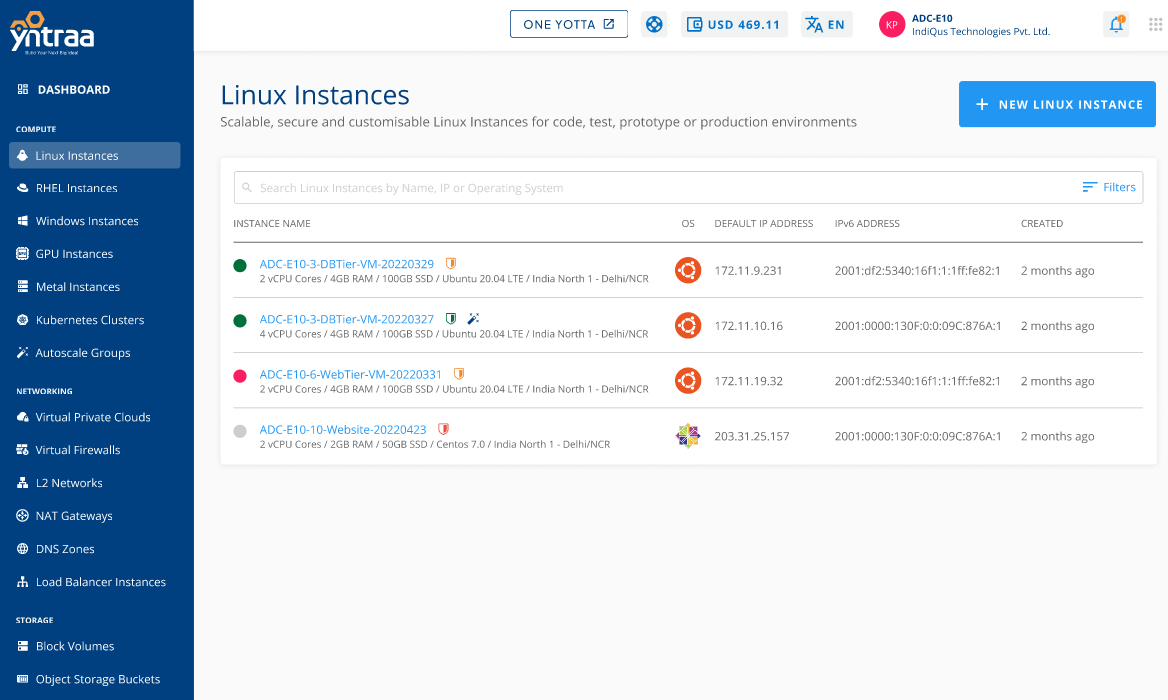 yntraa
Build Your Next Big Idea!
ONE YOTTA
USD 469.11
EN
KP
ADC-E10
IndiQus Technologies Pvt. Ltd.
DASHBOARD
COMPUTE
Linux Instances
RHEL Instances
Windows Instances
GPU Instances
Metal Instances
Kubernetes Clusters
Autoscale Groups
NETWORKING
Virtual Private Clouds
Virtual Firewalls
L2 Networks
NAT Gateways
DNS Zones
Load Balancer Instances
STORAGE
Block Volumes
Object Storage Buckets
Linux Instances
Scalable, secure and customisable Linux Instances for code, test, prototype or production environments
NEW LINUX INSTANCE
Search Linux Instances by Name, IP or Operating System
Filters
INSTANCE NAME OS DEFAULT IP ADDRESS IPv6 ADDRESS CREATED
ADC-E10-3-DBTier-VM-20220329
2 vCPU Cores / 4GB RAM / 100GB SSD / Ubuntu 20.04 LTE / India North 1 - Delhi/NCR
172.11.9.231 2001:df2:5340:16f1:1:1ff:fe82:1 2 months ago
ADC-E10-3-DBTier-VM-20220327
4 vCPU Cores / 4GB RAM / 100GB SSD / Ubuntu 20.04 LTE / India North 1 - Delhi/NCR
172.11.10.16 2001:0000:130F:0:0:09C:876A:1 2 months ago
ADC-E10-6-WebTier-VM-20220331
2 vCPU Cores / 4GB RAM / 100GB SSD / Ubuntu 20.04 LTE / India North 1 - Delhi/NCR
172.11.19.32 2001:df2:5340:16f1:1:1ff:fe82:1 2 months ago
ADC-E10-10-Website-20220423
2 vCPU Cores / 2GB RAM / 50GB SSD / Centos 7.0 / India North 1 - Delhi/NCR
203.31.25.157 2001:0000:130F:0:0:09C:876A:1 2 months ago